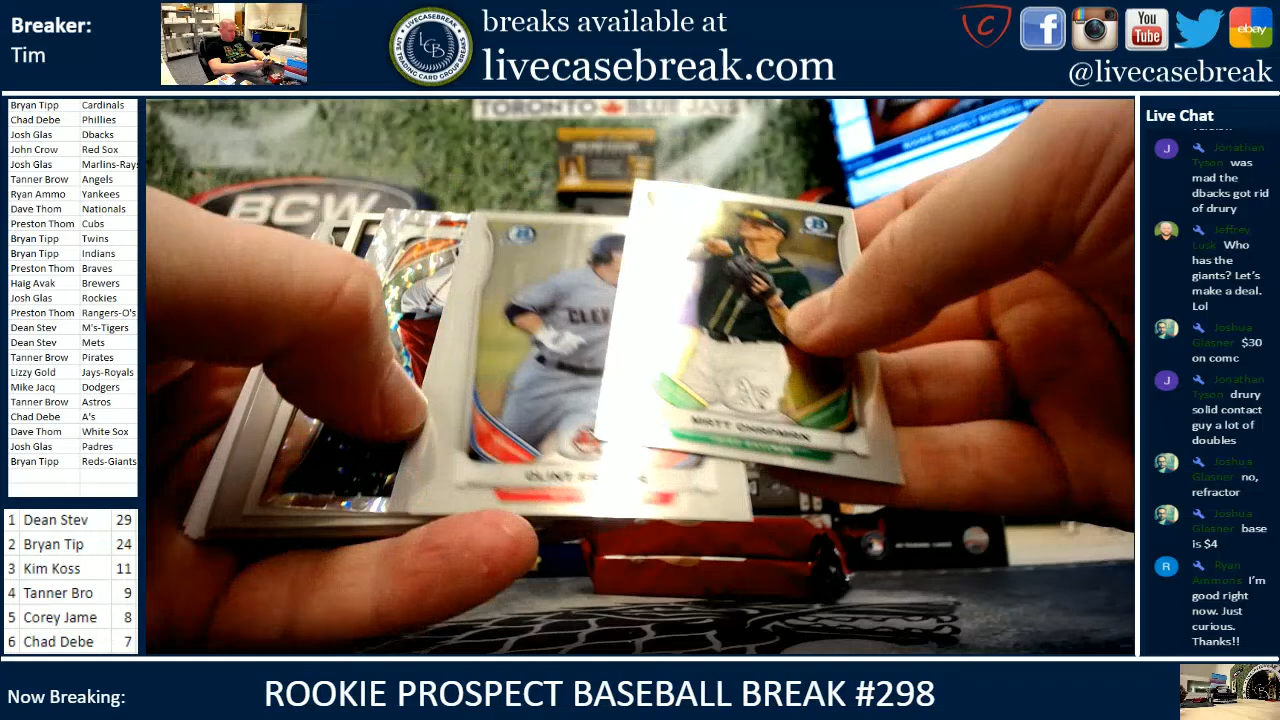 Breaker:
Tim
breaks available at
livecasebreak.com
LCB
You
Tube
ebay
@livecasebreak
Bryan Tipp Cardinals
Chad Debe Phillies
Josh Glas Dbacks
John Crow Red Sox
Josh Glas Marlins-Rays
Tanner Brow Angels
Ryan Ammo Yankees
Dave Thom Nationals
Preston Thom Cubs
Bryan Tipp Twins
Bryan Tipp Indians
Preston Thom Braves
Haig Avak Brewers
Josh Glas Rockies
Preston Thom Rangers-O's
Dean Stev M's-Tigers
Dean Stev Mets
Tanner Brow Pirates
Lizzy Gold Jays-Royals
Mike Jacq Dodgers
Tanner Brow Astros
Chad Debe A's
Dave Thom White Sox
Josh Glas Padres
Bryan Tipp Reds-Giants
1 Dean Stev 29
2 Bryan Tip 24
3 Kim Koss 11
4 Tanner Bro 9
5 Corey Jame 8
6 Chad Debe 7
TORONTO BLUE JAYS
BCW
CLINT
MATT CHAPMAN
Live Chat
J Jonathan
Tyson was
mad the
dbacks got rid
of drury
Jeffrey
Lusk Who
has the
giants? Let's
make a deal.
Lol
Joshua
Glasner $30
on comc
J Jonathan
Tyson drury
solid contact
guy a lot of
doubles
Joshua
Glasner no,
refractor
Joshua
Glasner base
is $4
R Ryan
Ammons I'm
good right
now. Just
curious.
Thanks!!
Now Breaking:
ROOKIE PROSPECT BASEBALL BREAK #298